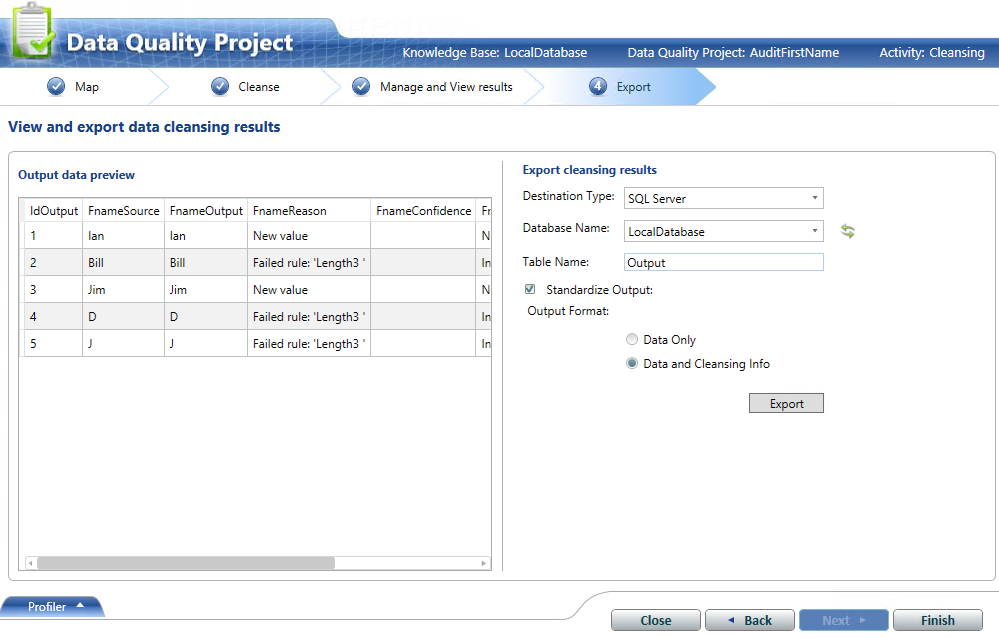 Data Quality Project
Knowledge Base: LocalDatabase Data Quality Project: AuditFirstName Activity: Cleansing
Map Cleanse Manage and View results 4 Export
View and export data cleansing results
Output data preview
IdOutput FnameSource FnameOutput FnameReason FnameConfidence Fr
1 Ian Ian New value N
2 Bill Bill Failed rule: 'Length3 ' In
3 Jim Jim New value N
4 D D Failed rule: 'Length3 ' In
5 J J Failed rule: 'Length3 ' In
Export cleansing results
Destination Type: SQL Server
Database Name: LocalDatabase
Table Name: Output
Standardize Output:
Output Format:
Data Only
Data and Cleansing Info
Export
Profiler
Close Back Next Finish